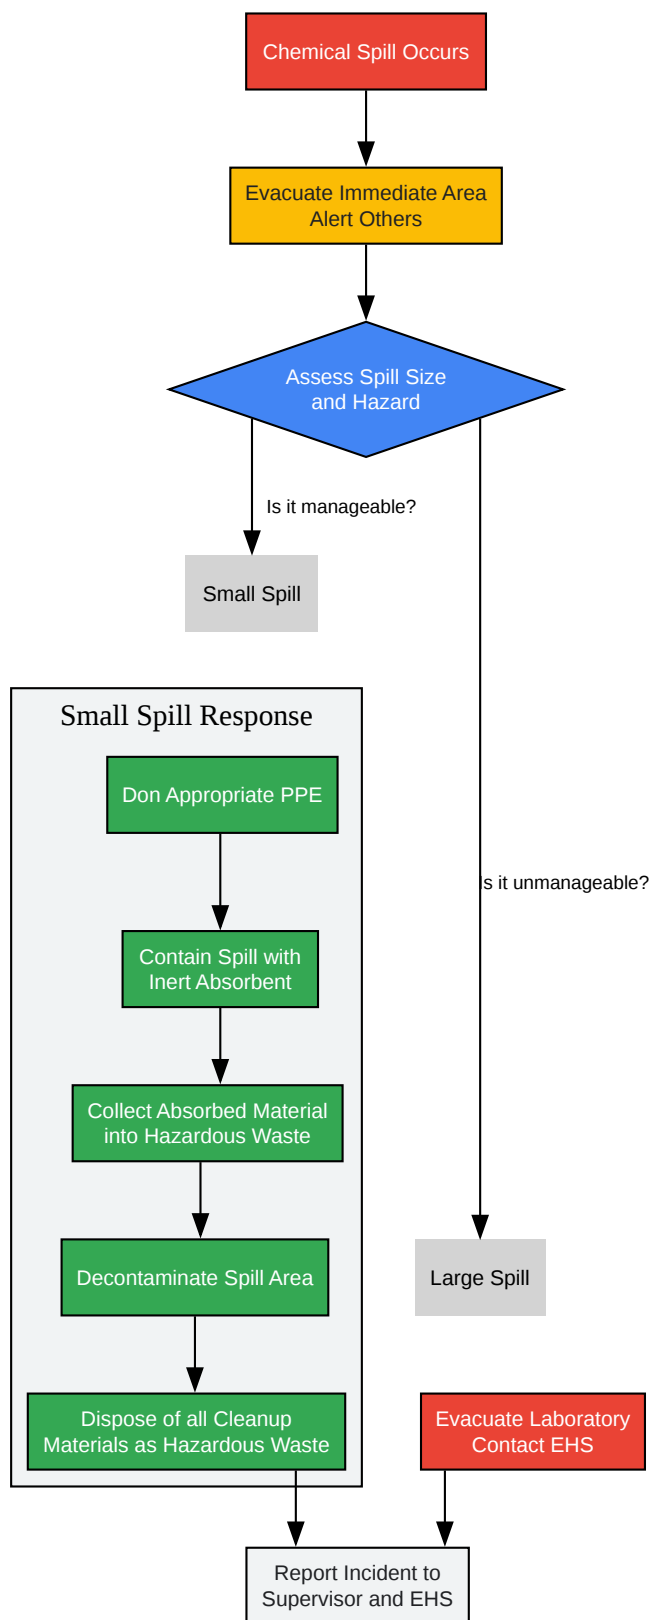 Chemical Spill Occurs
Evacuate Immediate Area
Alert Others
Assess Spill Size
and Hazard
Is it manageable?
Small Spill
Small Spill Response
Don Appropriate PPE
Is it unmanageable?
Contain Spill with
Inert Absorbent
Collect Absorbed Material
into Hazardous Waste
Decontaminate Spill Area
Large Spill
Dispose of all Cleanup
Materials as Hazardous Waste
Evacuate Laboratory
Contact EHS
Report Incident to
Supervisor and EHS